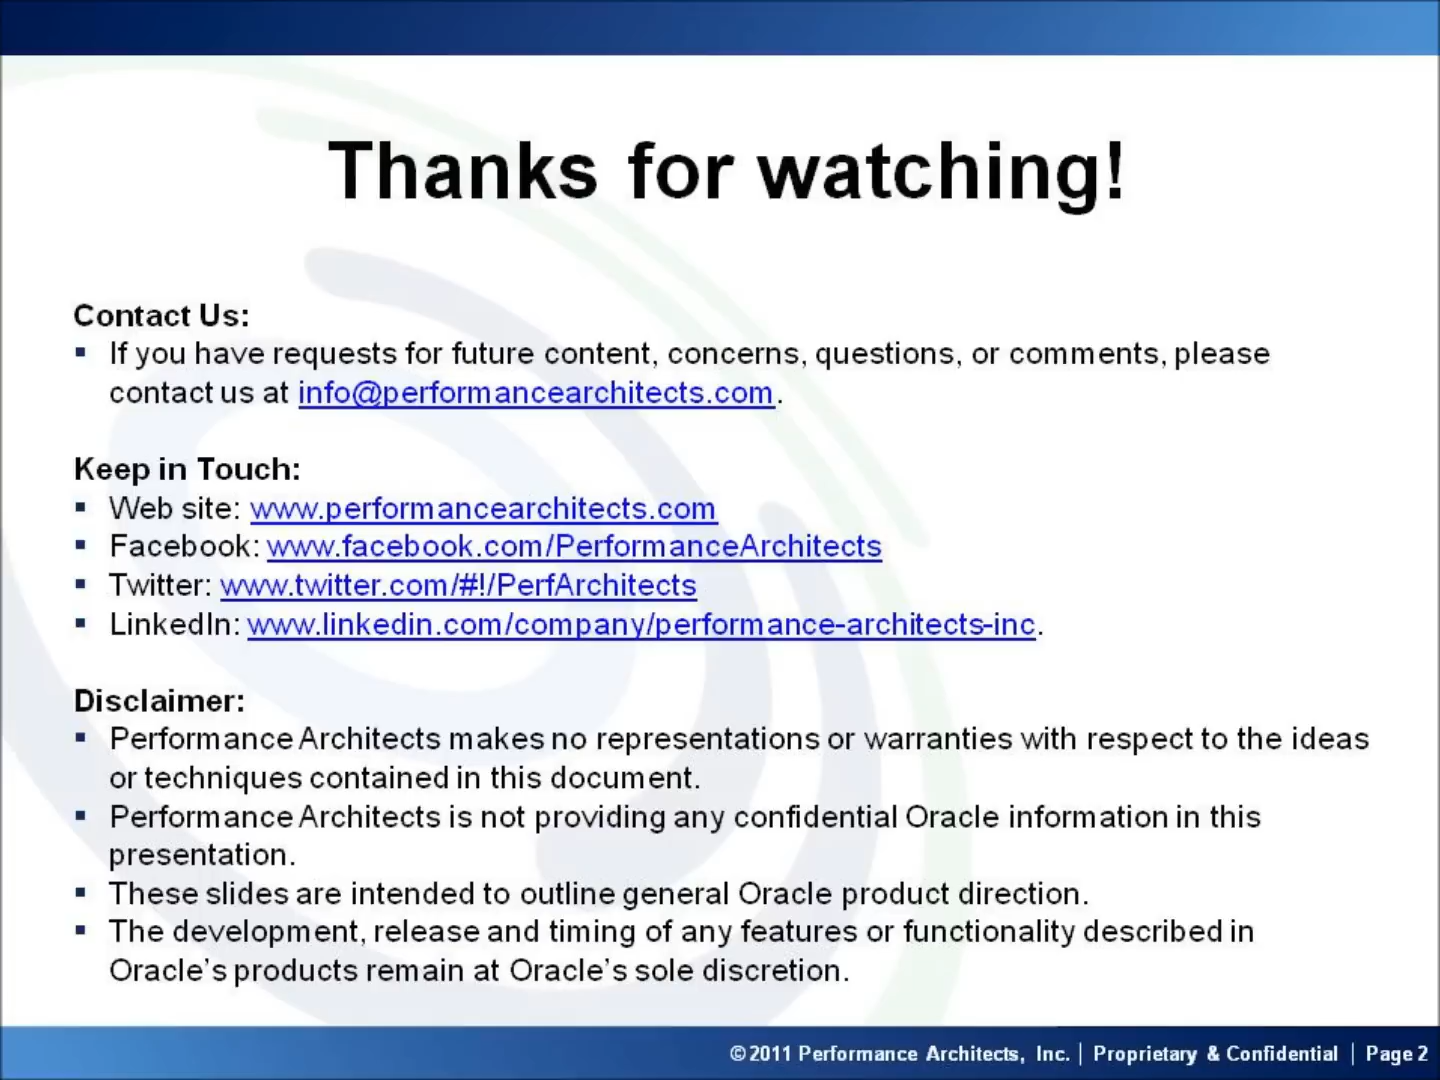 Thanks for watching!
Contact Us:
▪ If you have requests for future content, concerns, questions, or comments, please
contact us at info@performancearchitects.com.
Keep in Touch:
▪ Web site: www.performancearchitects.com
▪ Facebook: www.facebook.com/PerformanceArchitects
▪ Twitter: www.twitter.com/#!/PerfArchitects
▪ LinkedIn: www.linkedin.com/company/performance-architects-inc.
Disclaimer:
▪ Performance Architects makes no representations or warranties with respect to the ideas
or techniques contained in this document.
▪ Performance Architects is not providing any confidential Oracle information in this
presentation.
▪ These slides are intended to outline general Oracle product direction.
▪ The development, release and timing of any features or functionality described in
Oracle’s products remain at Oracle’s sole discretion.
©2011 Performance Architects, Inc. | Proprietary & Confidential | Page 2